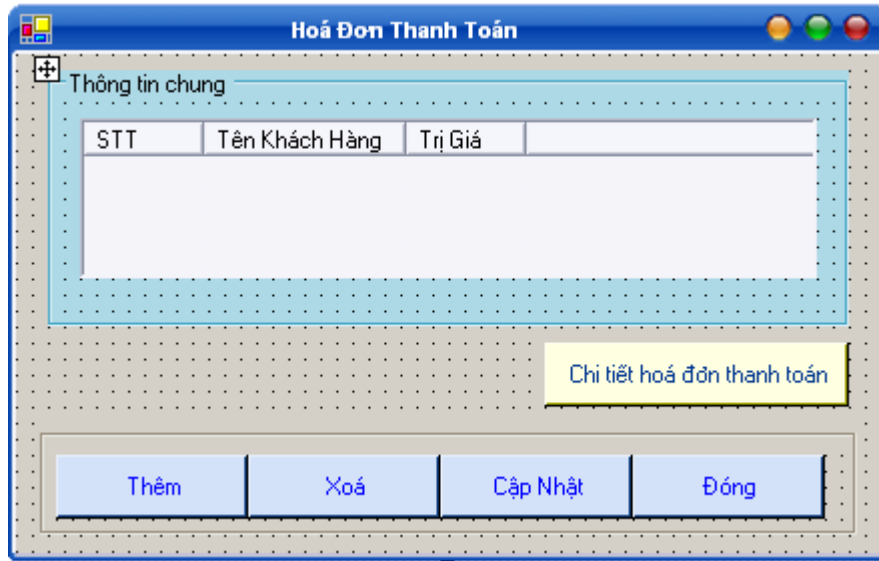 Hoá Đơn Thanh Toán
Thông tin chung
STT Tên Khách Hàng Trị Giá
Chi tiết hoá đơn thanh toán
Thêm Xoá Cập Nhật Đóng